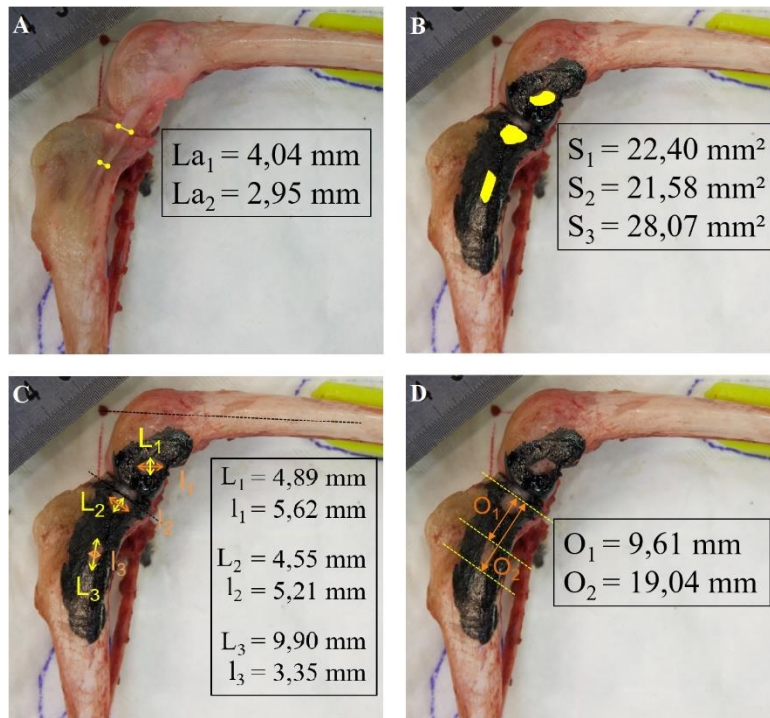 A
La₁ = 4,04 mm
La₂ = 2,95 mm
B
S₁ = 22,40 mm²
S₂ = 21,58 mm²
S₃ = 28,07 mm²
C
L₁
l₁
L₂
l₂
l₃
L₃
L₁ = 4,89 mm
l₁ = 5,62 mm
L₂ = 4,55 mm
l₂ = 5,21 mm
L₃ = 9,90 mm
l₃ = 3,35 mm
D
O₁
O₂
O₁ = 9,61 mm
O₂ = 19,04 mm